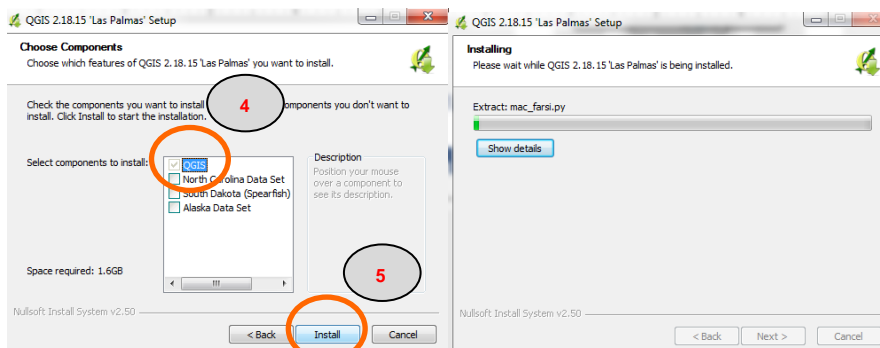 QGIS 2.18.15 'Las Palmas' Setup
Choose Components
Choose which features of QGIS 2.18.15 'Las Palmas' you want to install.
Check the components you want to install components you don't want to
install. Click Install to start the installation.
4
Select components to install:
QGIS
North Carolina Data Set
South Dakota (Spearfish)
Alaska Data Set
Description
Position your mouse
over a component to
see its description.
Space required: 1.6GB
5
Nullsoft Install System v2.50
< Back
Install
Cancel
QGIS 2.18.15 'Las Palmas' Setup
Installing
Please wait while QGIS 2.18.15 'Las Palmas' is being installed.
Extract: mac_farsi.py
Show details
Nullsoft Install System v2.50
< Back
Next >
Cancel